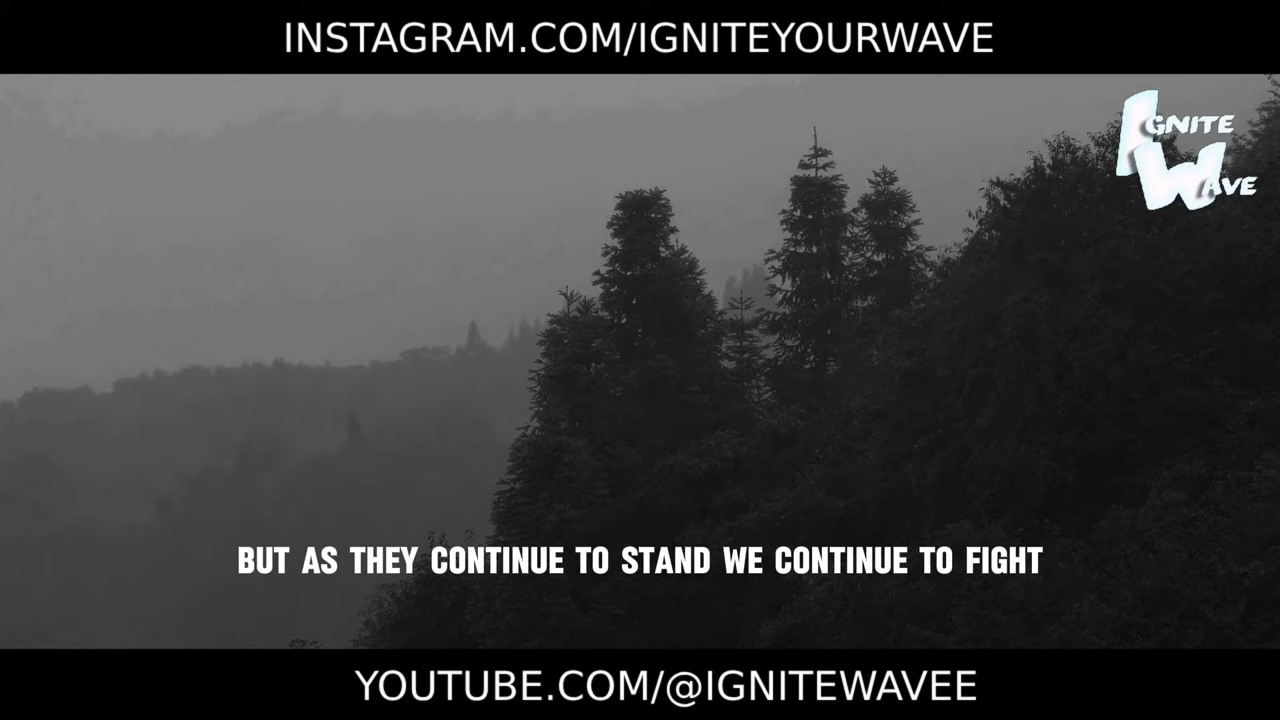 INSTAGRAM.COM/IGNITEYOURWAVE
IGNITE
WAVE
BUT AS THEY CONTINUE TO STAND WE CONTINUE TO FIGHT
YOUTUBE.COM/@IGNITEWAVEE